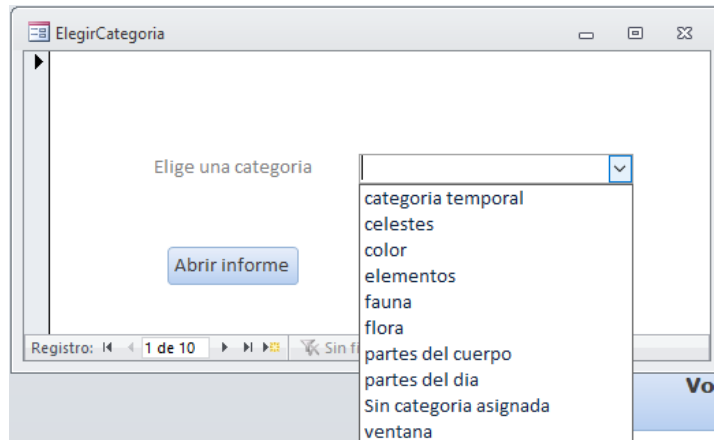 ElegirCategoria
Elige una categoria
categoria temporal
celestes
color
elementos
fauna
flora
partes del cuerpo
partes del dia
Sin categoria asignada
ventana
Abrir informe
Registro: 1 de 10 Sin
Vo